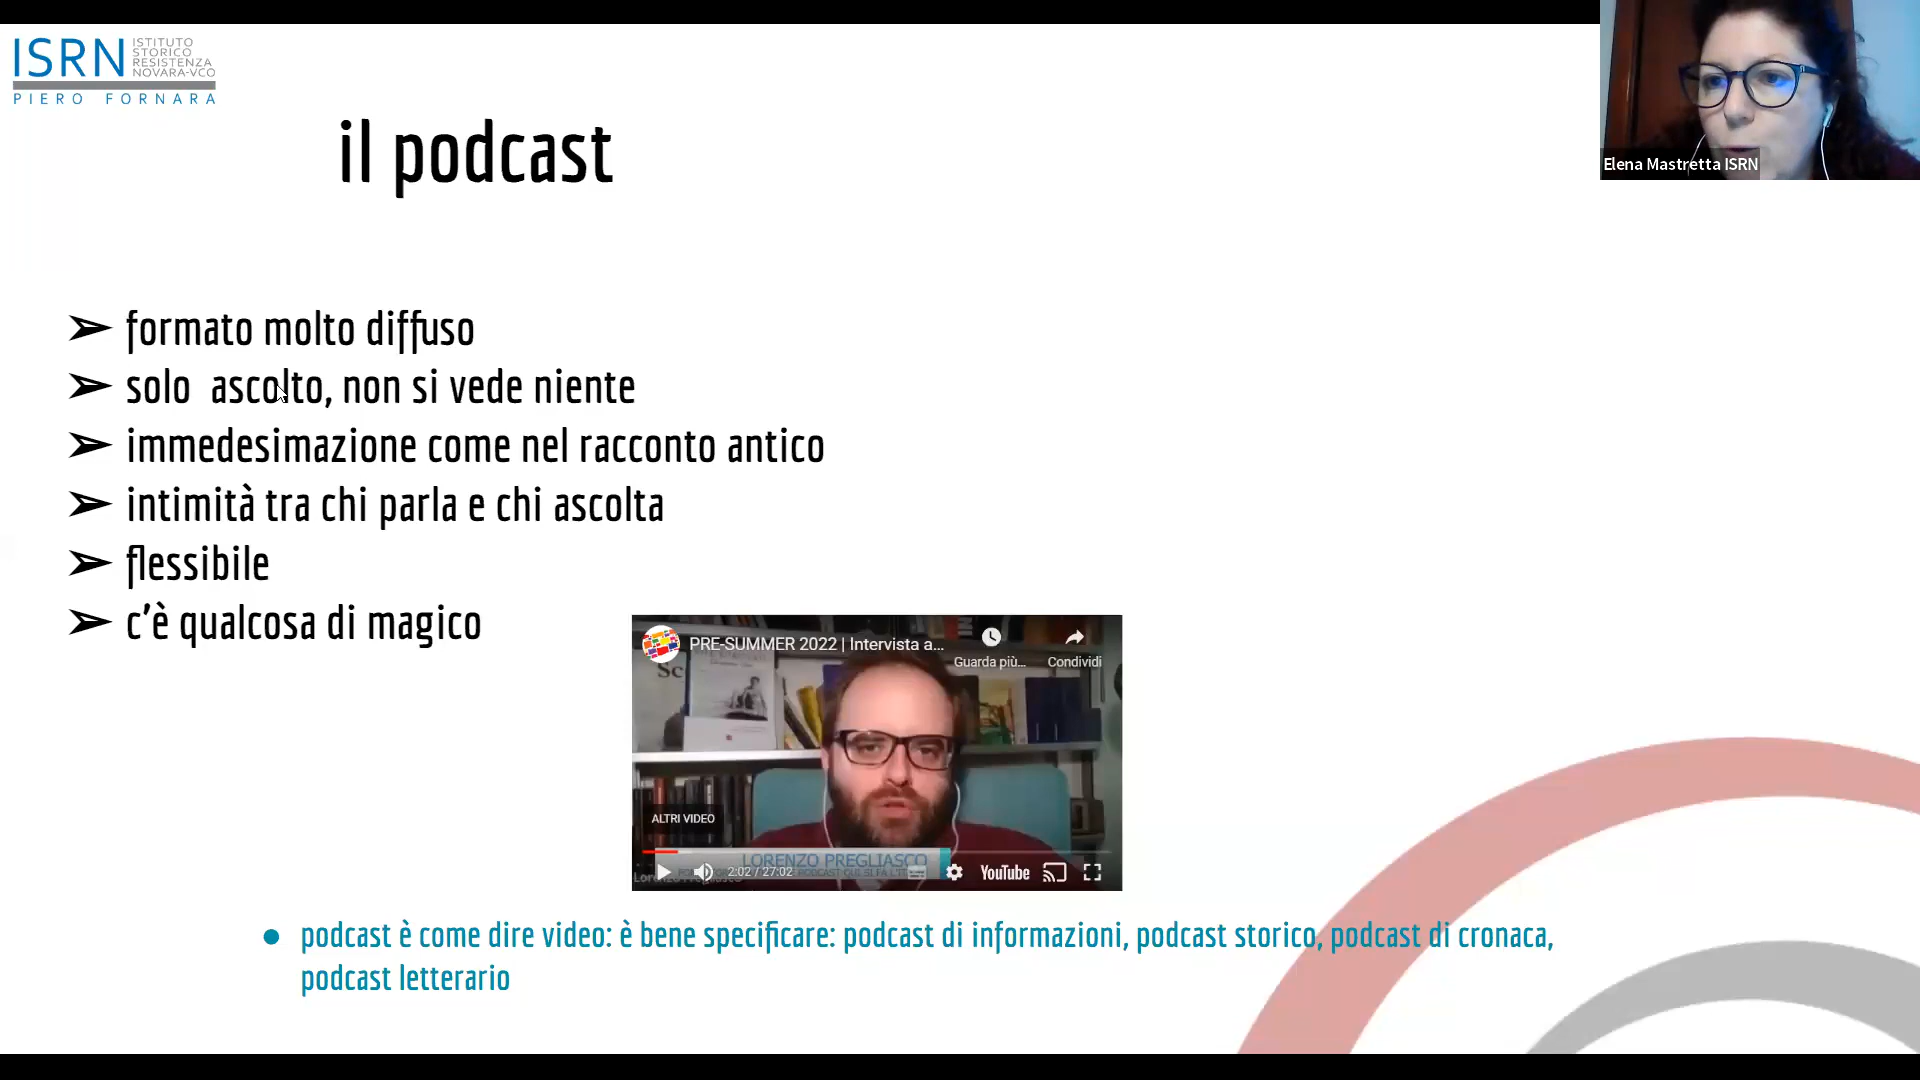 ISRN
ISTITUTO
STORICO
RESISTENZA
NOVARA-VCO
PIERO FORNARA
Elena Mastretta ISRN
il podcast
➢ formato molto diffuso
➢ solo ascolto, non si vede niente
➢ immedesimazione come nel racconto antico
➢ intimità tra chi parla e chi ascolta
➢ flessibile
➢ c'è qualcosa di magico
PRE-SUMMER 2022 | Intervista a...
Guarda più... Condividi
Sc
ALTRI VIDEO
LORENZO PREGLIASCO
2:02 / 27:02
YouTube
● podcast è come dire video: è bene specificare: podcast di informazioni, podcast storico, podcast di cronaca,
podcast letterario